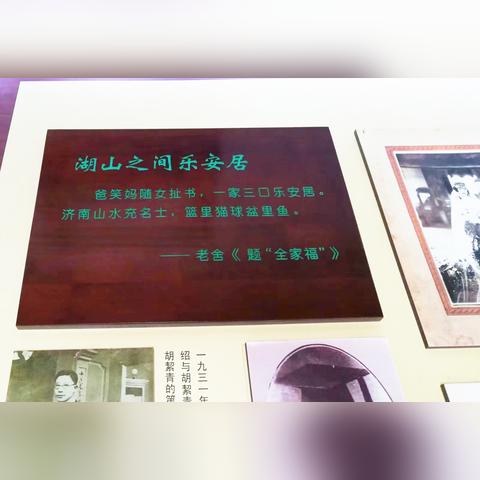 湖山之间乐安居
爸笑妈随女扯书，一家三口乐安居。
济南山水充名士，篮里猫球盆里鱼。
——老舍《题“全家福”》
一九三一年
绍与胡絜青
胡絜青的